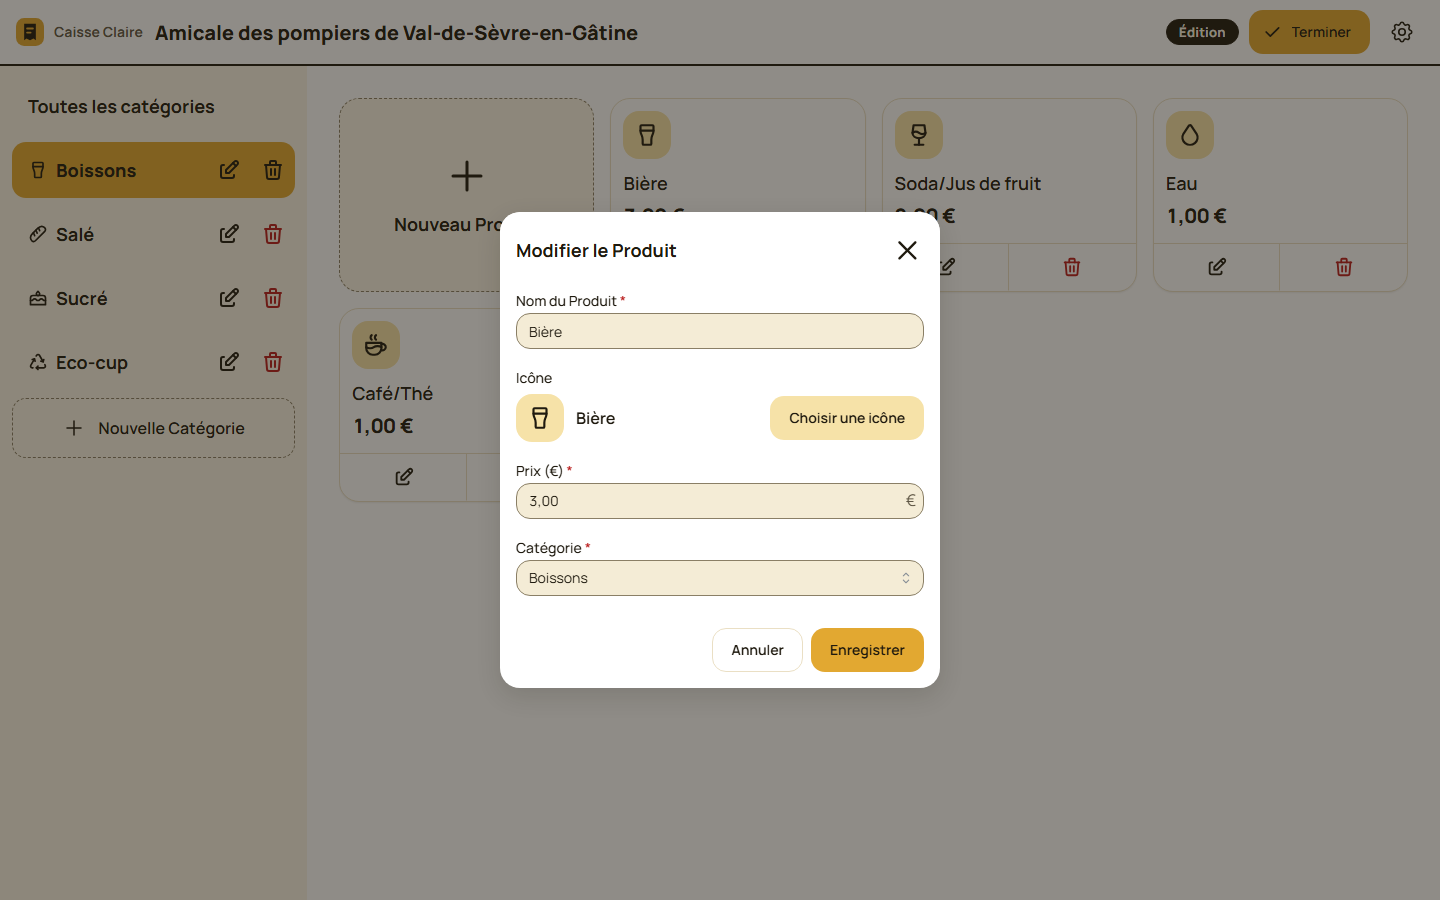 Caisse Claire
Amicale des pompiers de Val-de-Sèvre-en-Gâtine
Édition
Terminer
Toutes les catégories
Boissons
Salé
Sucré
Eco-cup
Nouvelle Catégorie
Nouveau Pro
Bière
Soda/Jus de fruit
€
Eau
1,00 €
Café/Thé
1,00 €
Modifier le Produit
Nom du Produit *
Bière
Icône
Bière
Choisir une icône
Prix (€) *
3,00
€
Catégorie *
Boissons
Annuler
Enregistrer